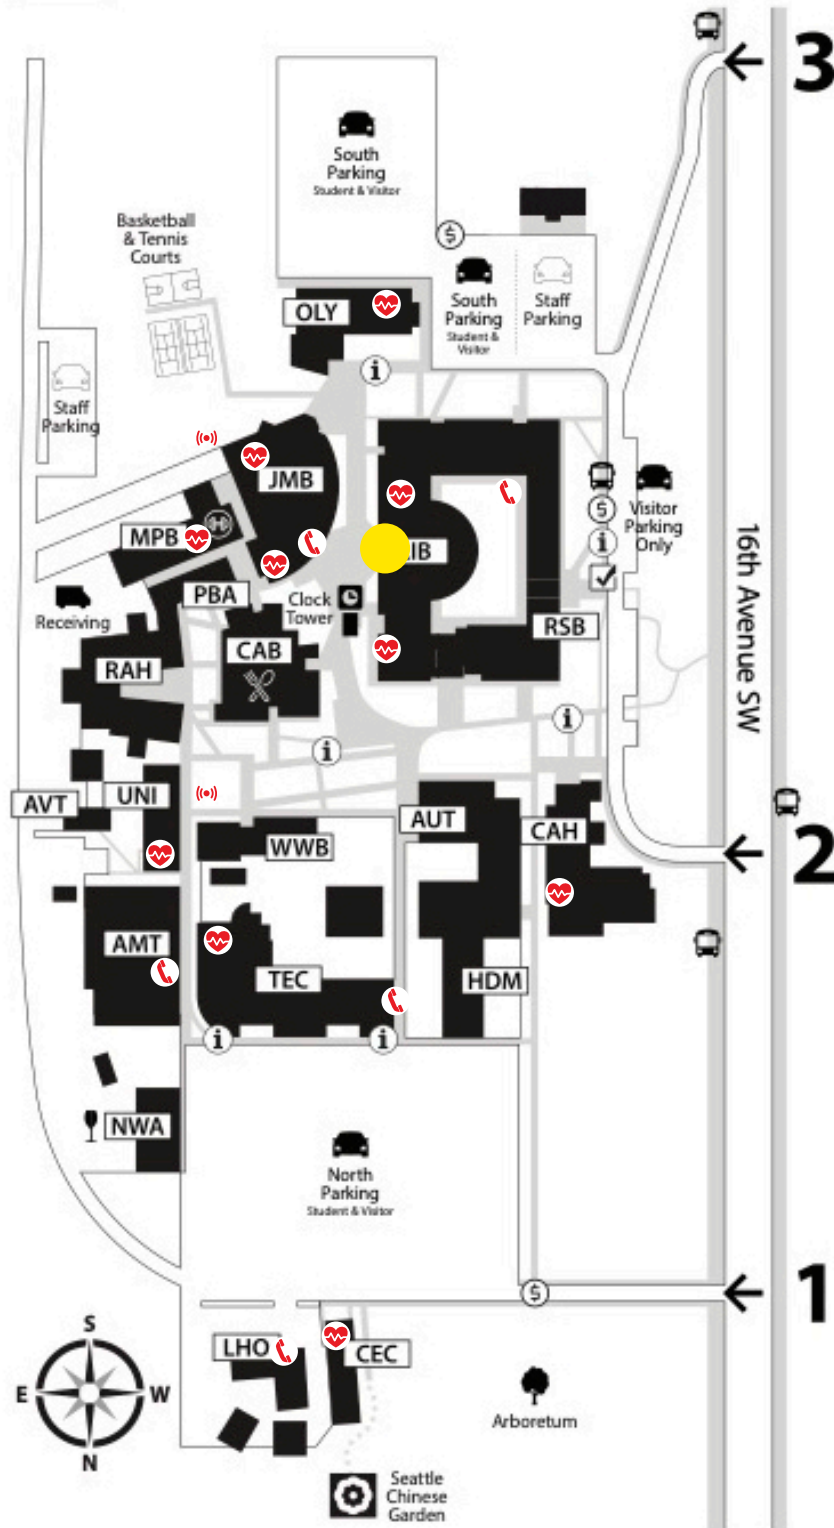 3
South
Parking
Student & Visitor
Basketball
& Tennis
Courts
$
South
Parking
Student &
Visitor
Staff
Parking
OLY
i
Staff
Parking
JMB
MPB
Visitor
Parking
Only
$
i
IB
16th Avenue SW
Receiving
PBA
Clock
Tower
RSB
CAB
RAH
i
i
AVT
UNI
AUT
CAH
WWB
2
AMT
TEC
HDM
i
i
NWA
North
Parking
Student & Visitor
$
1
S
E
W
N
LHO
CEC
Arboretum
Seattle
Chinese
Garden